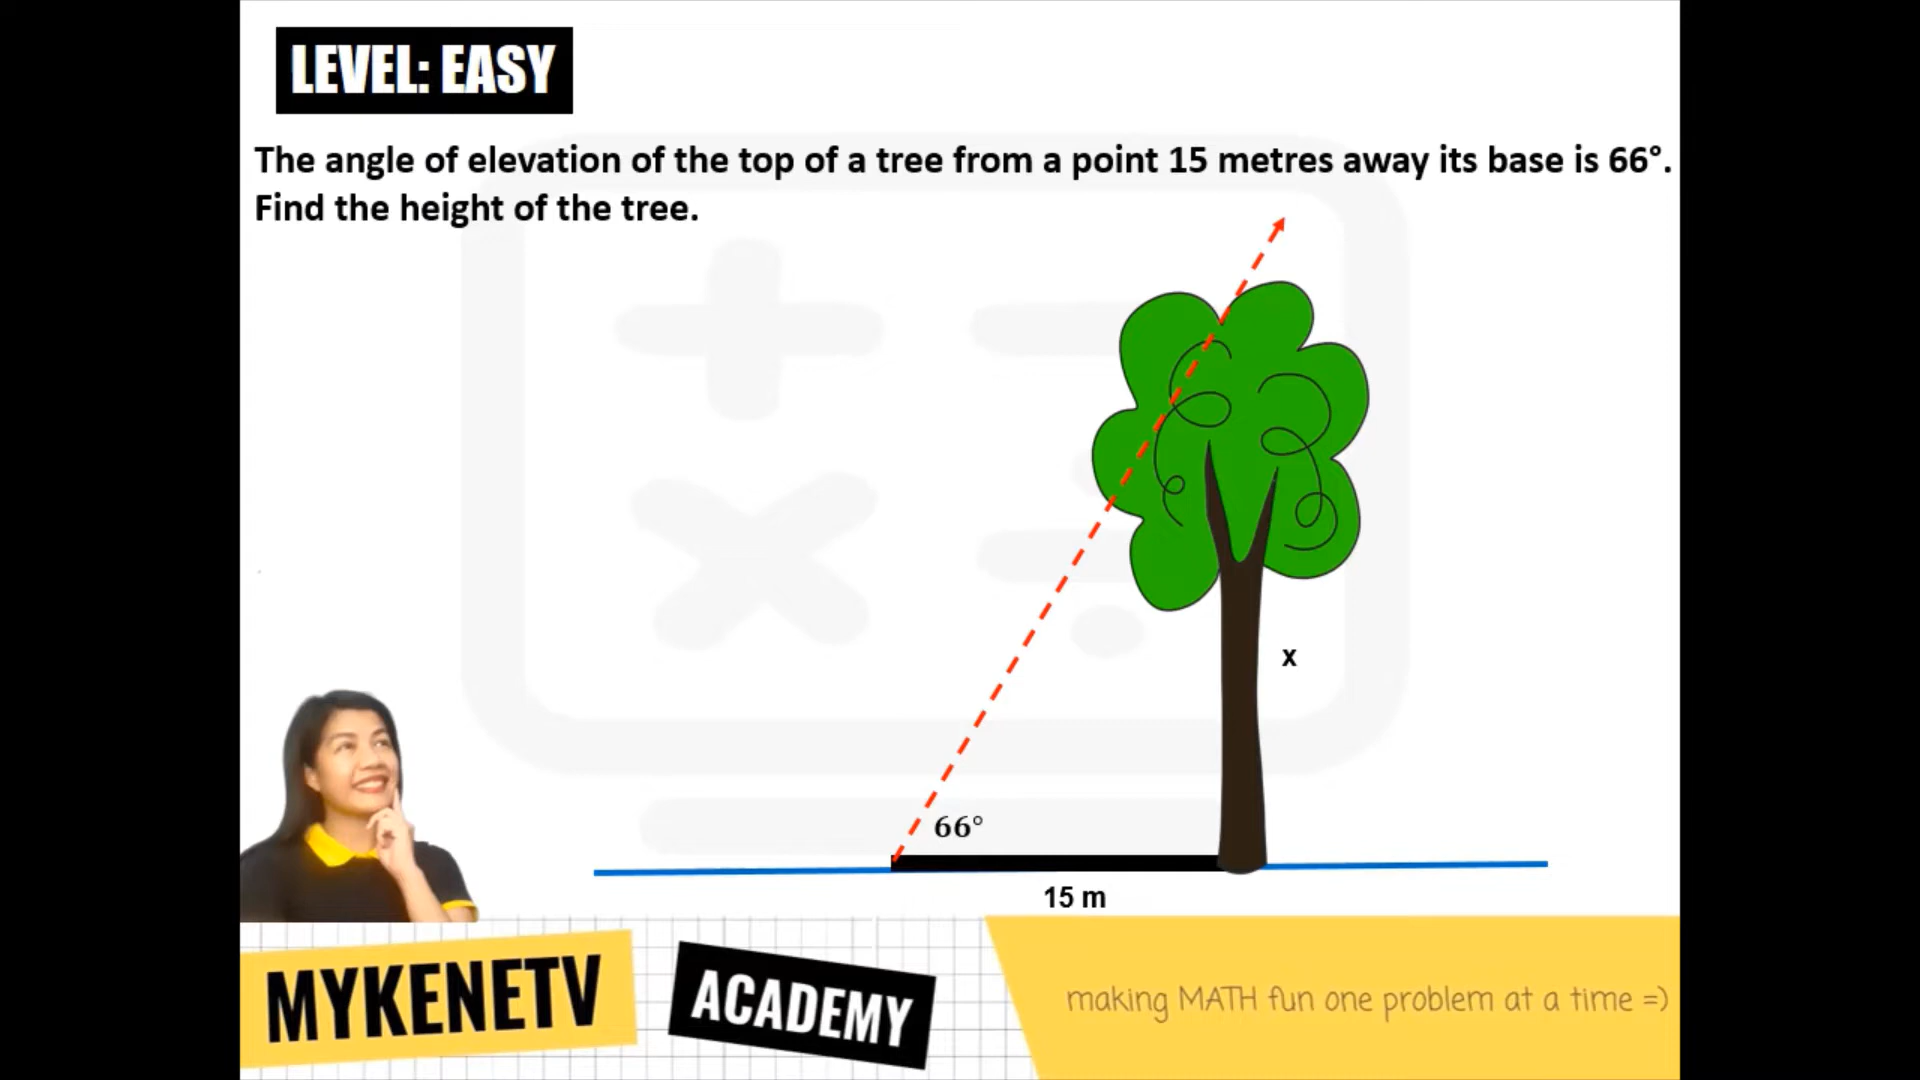 LEVEL: EASY
The angle of elevation of the top of a tree from a point 15 metres away its base is 66°.
Find the height of the tree.
x
66°
15 m
MYKENETV
ACADEMY
making MATH fun one problem at a time =)